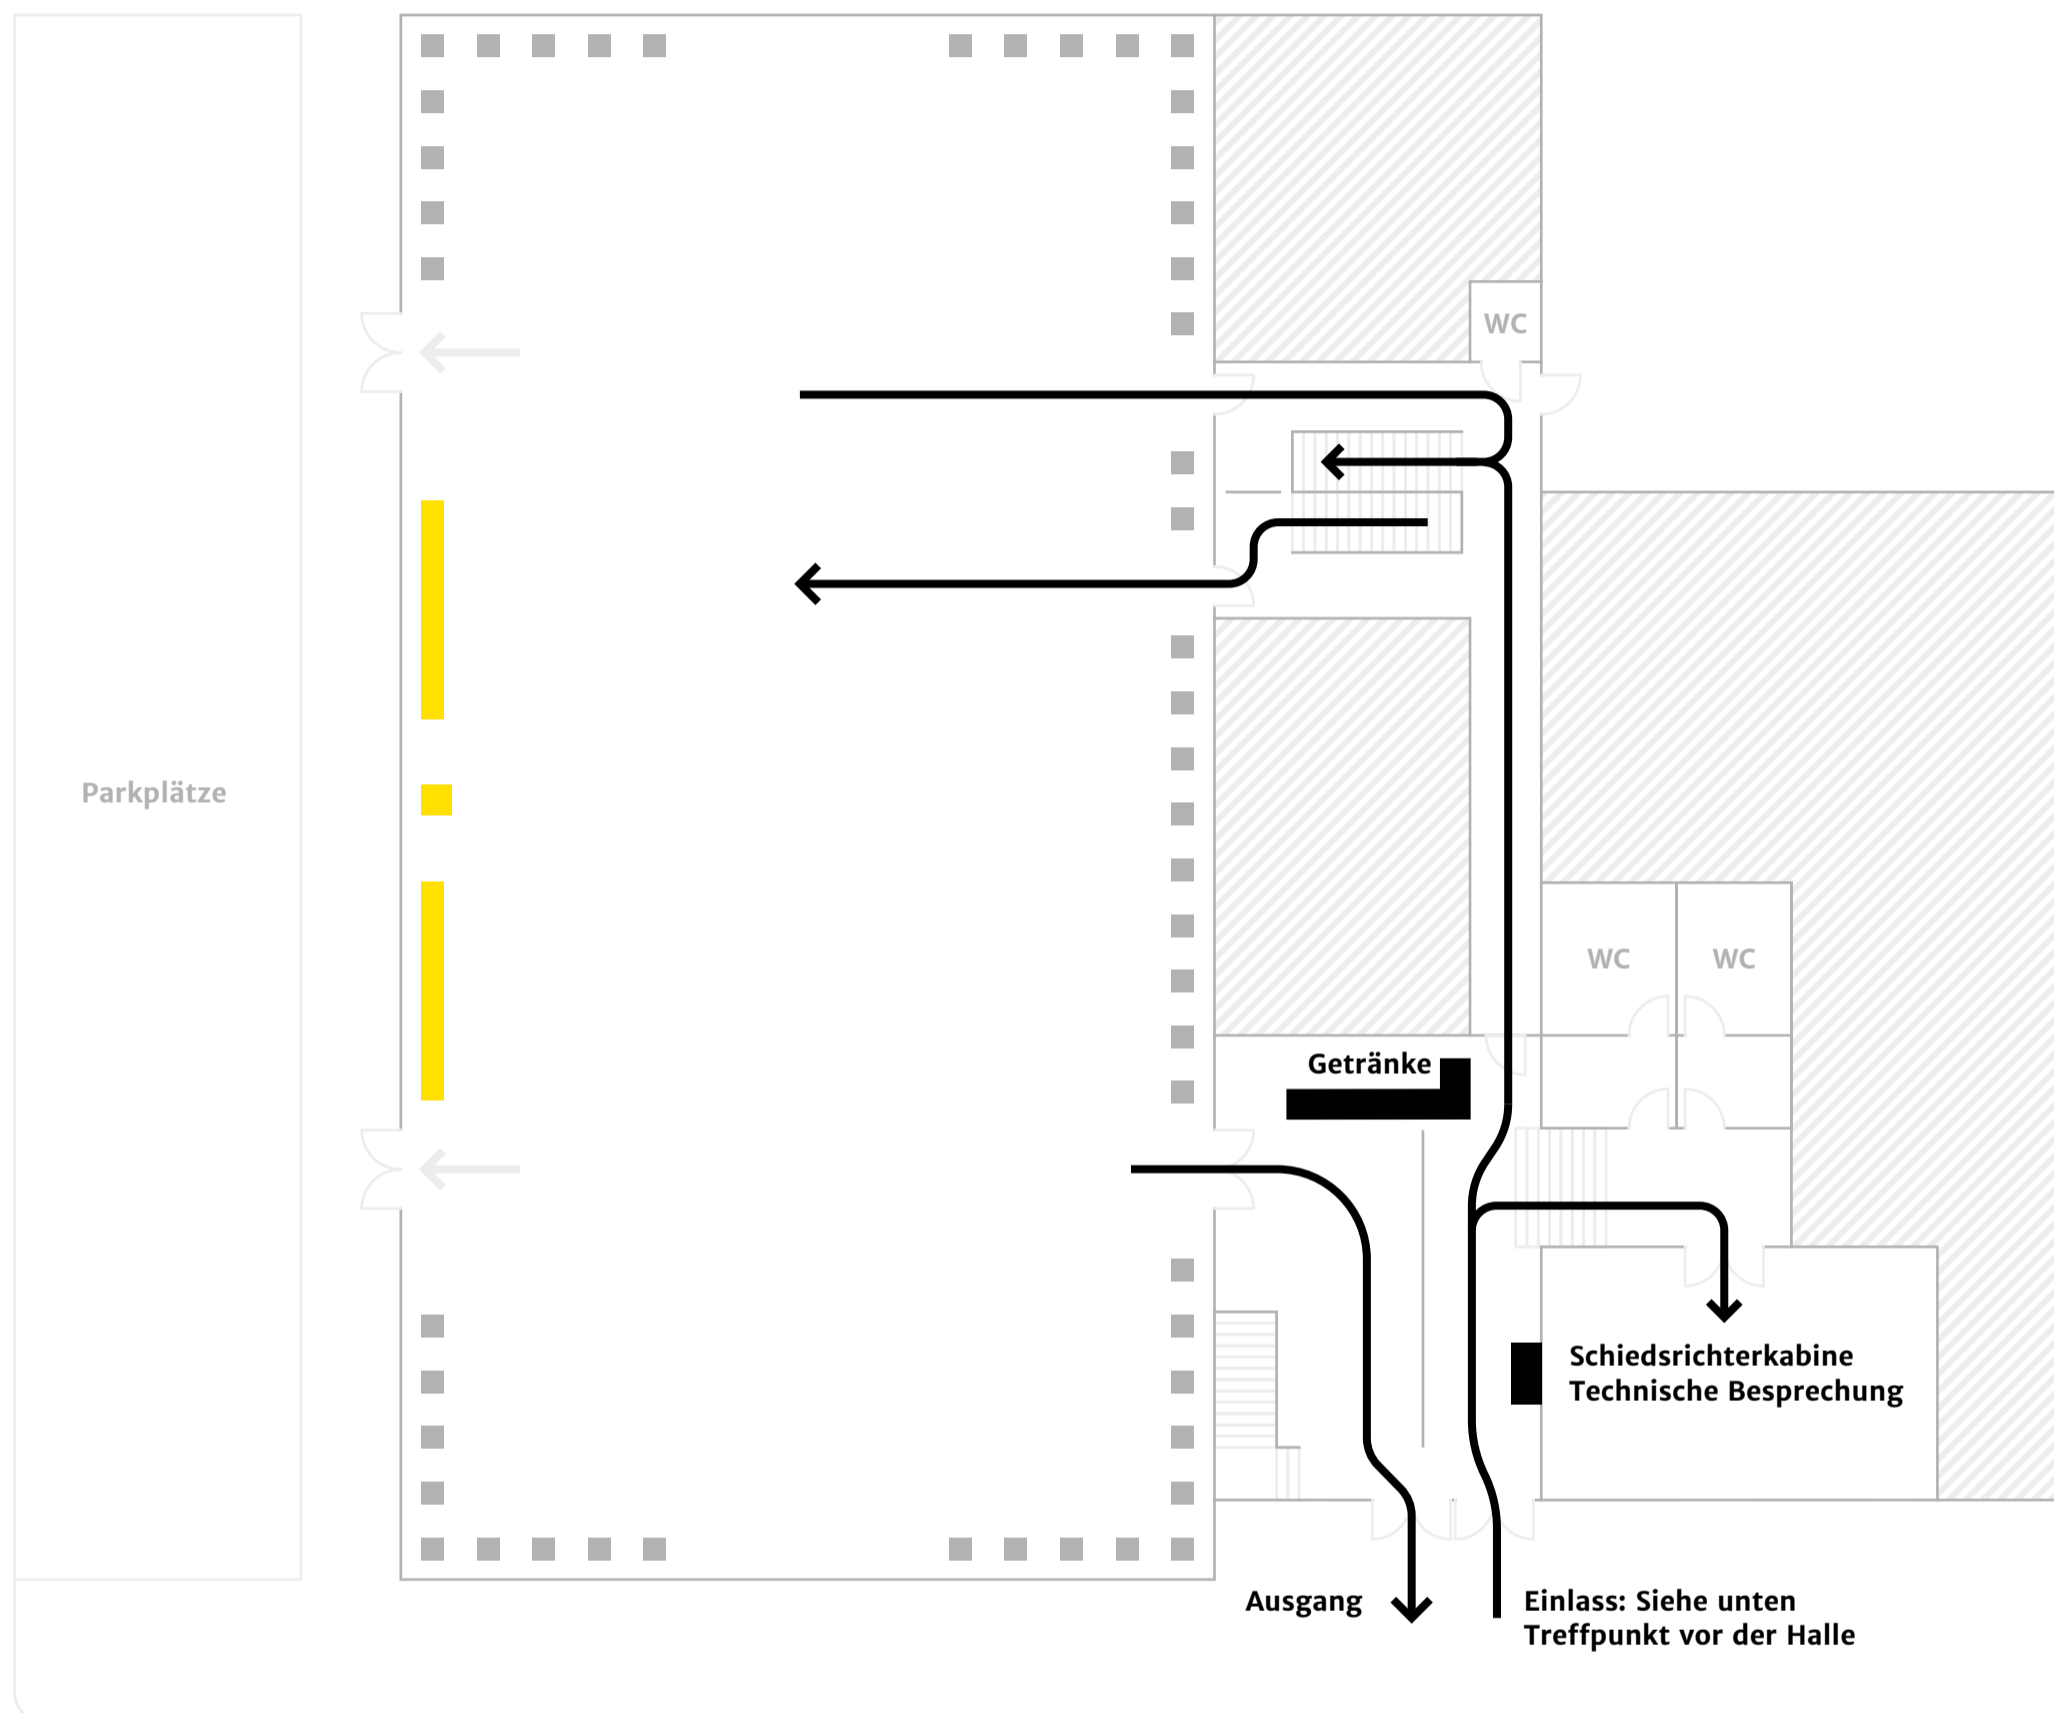 WC
Parkplätze
WC
WC
Getränke
Schiedsrichterkabine
Technische Besprechung
Ausgang
Einlass: Siehe unten
Treffpunkt vor der Halle